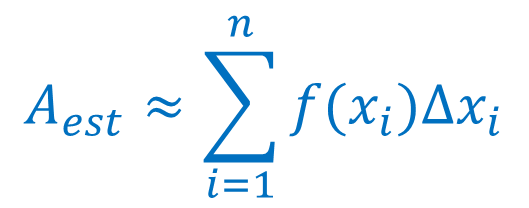 A_est ≈ ∑_{i=1}^{n} f(x_i)Δx_i